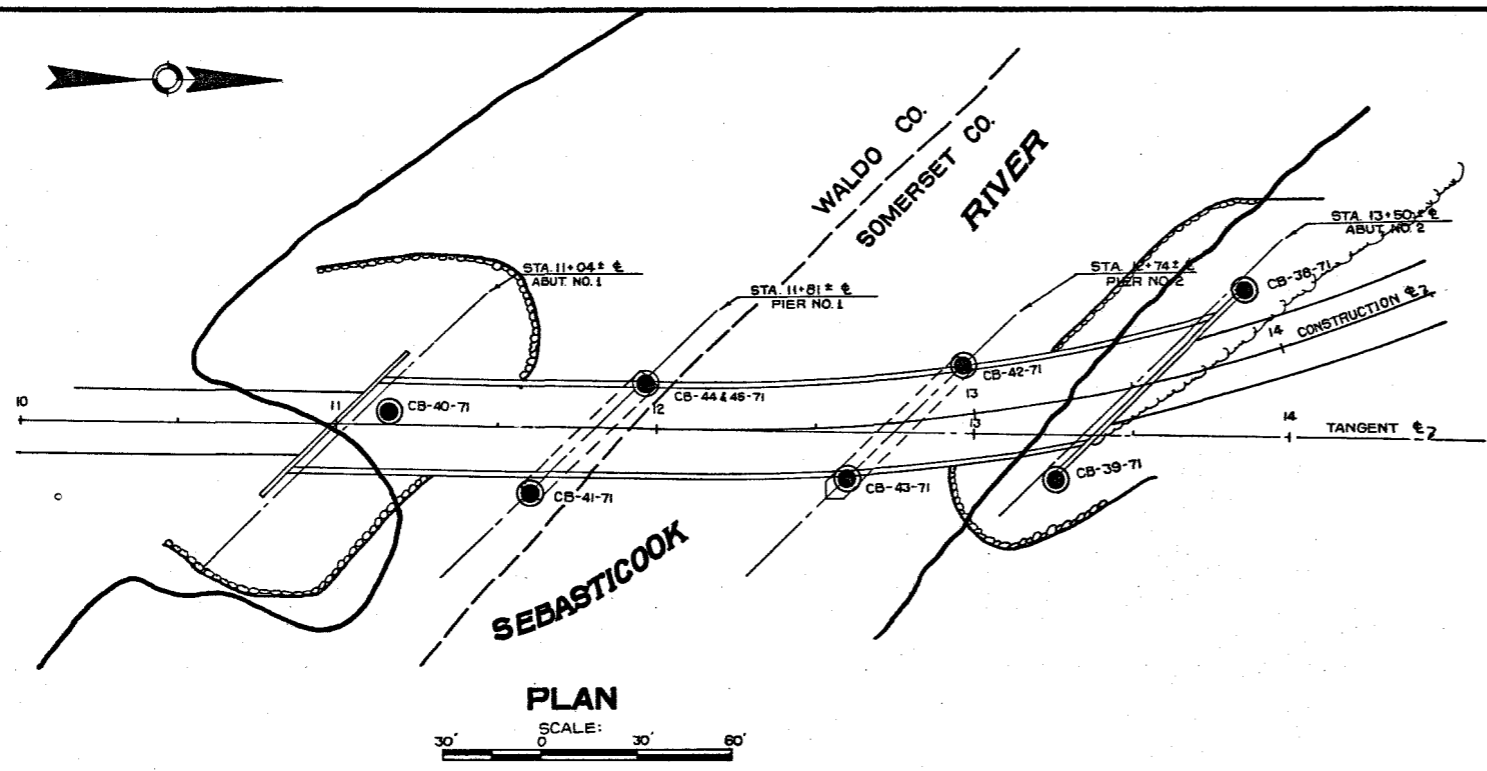 WALDO CO.
SOMERSET CO.
RIVER
STA. 11+04± ℄
ABUT. NO. 1
STA. 11+81± ℄
PIER NO. 1
STA. 12+74± ℄
PIER NO. 2
STA. 13+50± ℄
ABUT. NO. 2
CB-38-71
CONSTRUCTION ℄
14
CB-42-71
CB-44 & 45-71
CB-40-71
10
11
12
13
13
14
TANGENT ℄
CB-41-71
CB-43-71
CB-39-71
SEBASTICOOK
PLAN
SCALE:
30' 0 30' 60'